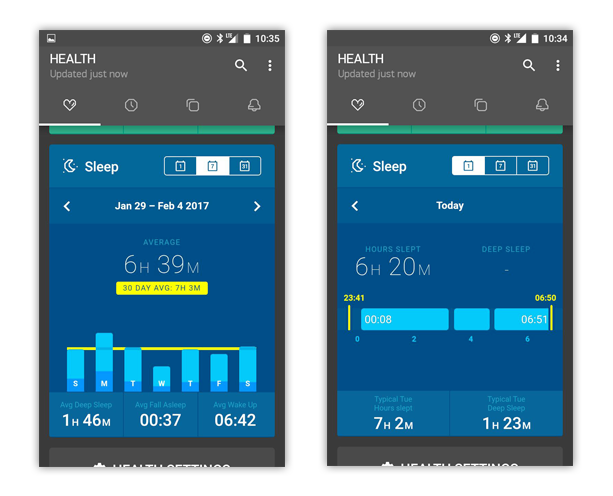 10:35
HEALTH
Updated just now
Sleep
1 7 31
Jan 29 – Feb 4 2017
AVERAGE
6H 39M
30 DAY AVG: 7H 3M
S M T W T F S
Avg Deep Sleep Avg Fall Asleep Avg Wake Up
1H 46M 00:37 06:42
HEALTH SETTINGS
LTE 10:34
HEALTH
Updated just now
Sleep
1 7 31
Today
HOURS SLEPT DEEP SLEEP
6H 20M -
23:41 06:50
00:08 06:51
0 2 4 6
Typical Tue Typical Tue
Hours slept Deep Sleep
7H 2M 1H 23M
HEALTH SETTINGS